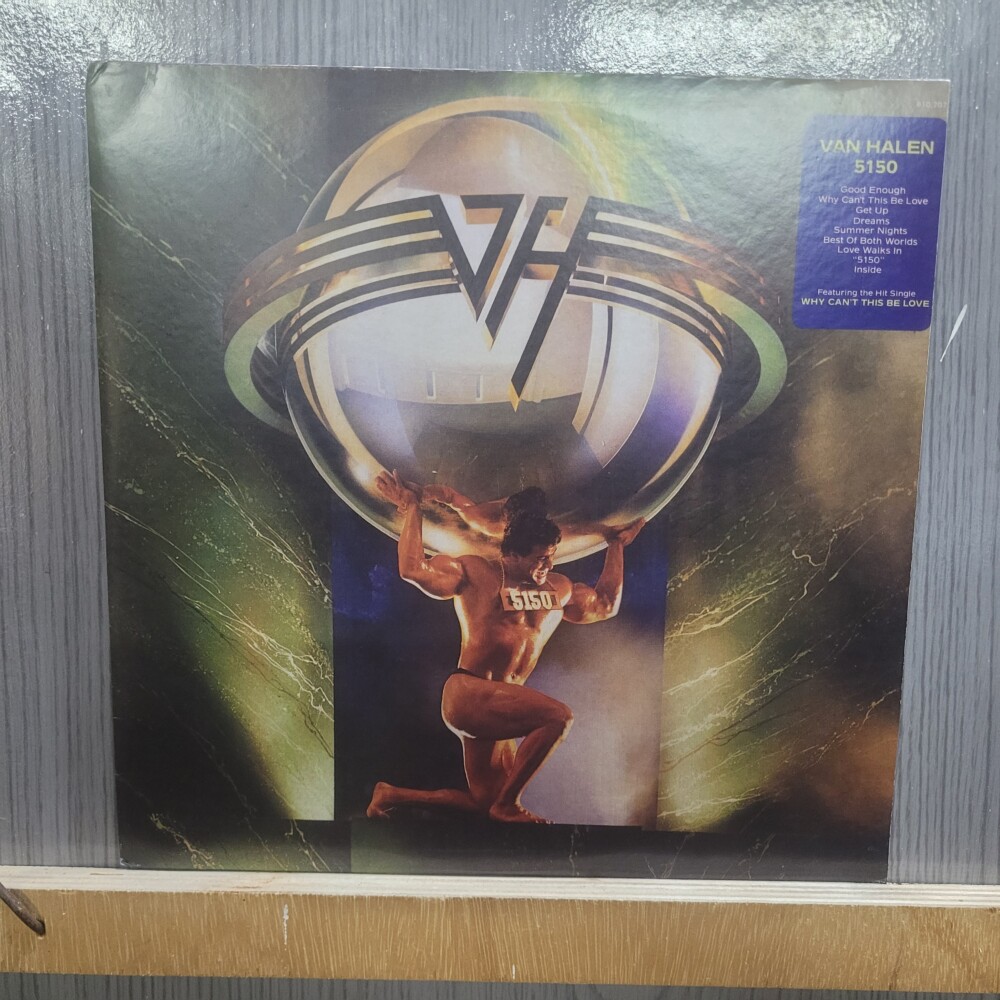 VH
VAN HALEN
5150
Good Enough
Why Can't This Be Love
Get Up
Dreams
Summer Nights
Best Of Both Worlds
Love Walks In
"5150"
Inside
Featuring the Hit Single
WHY CAN'T THIS BE LOVE
5150